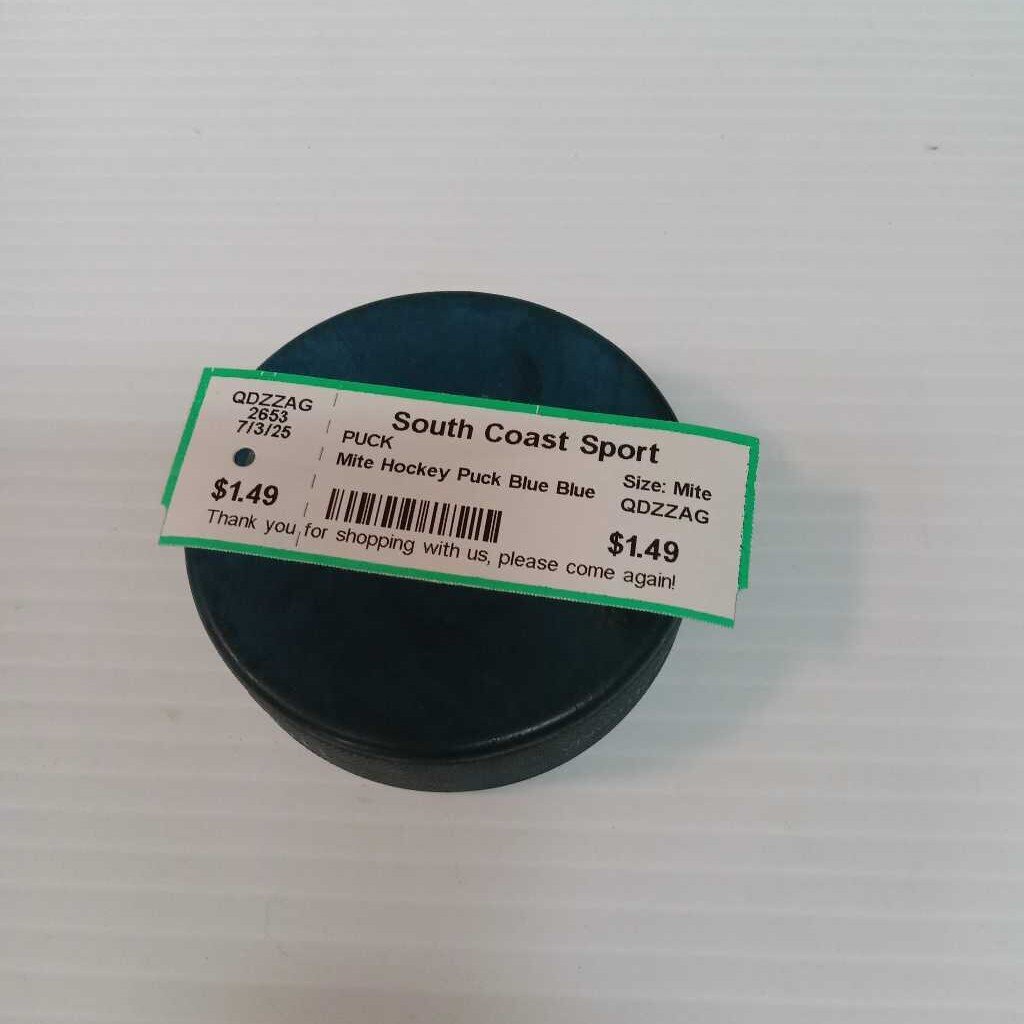 QDZZAG
2653
7/3/25
$1.49
South Coast Sport
PUCK
Mite Hockey Puck Blue Blue
Size: Mite
QDZZAG
$1.49
Thank you for shopping with us, please come again!